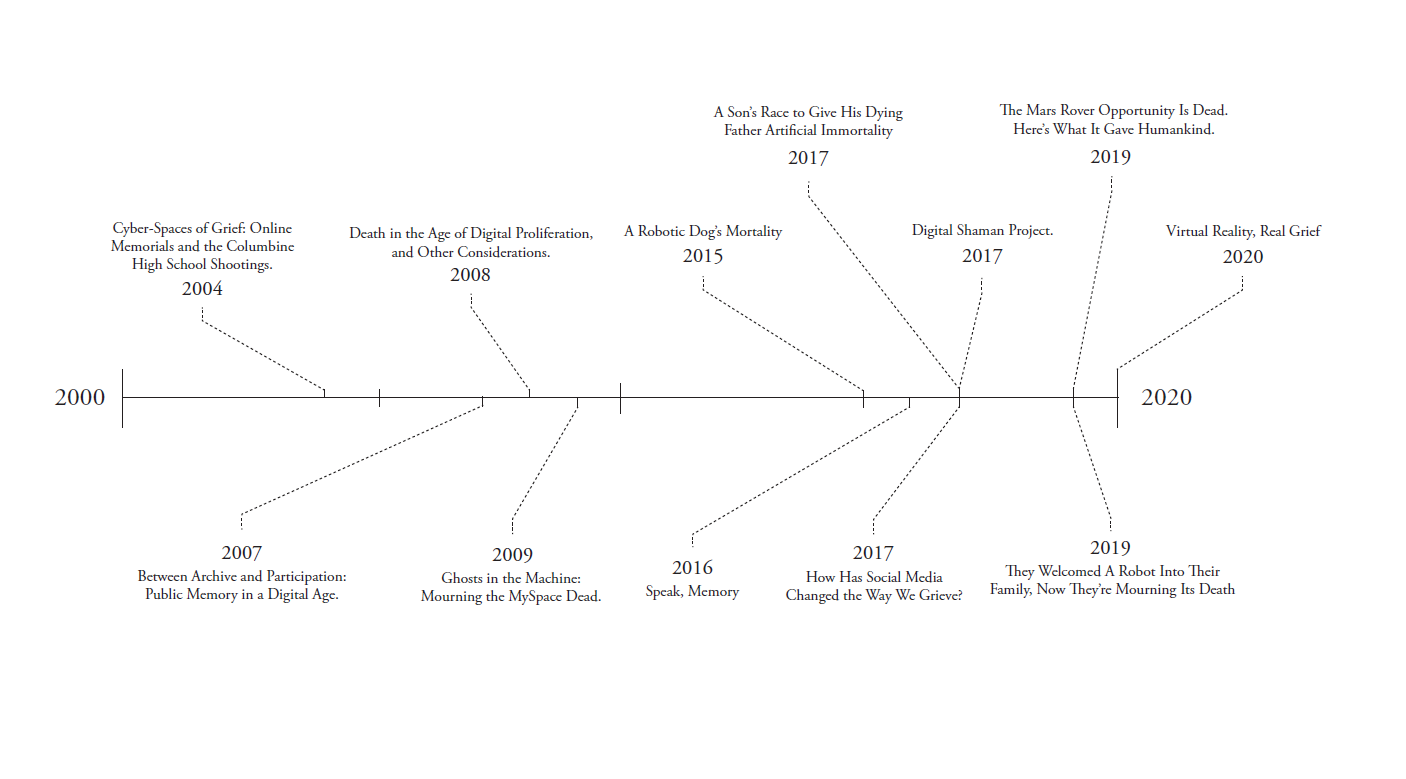 A Son's Race to Give His Dying
Father Artificial Immortality
2017
The Mars Rover Opportunity Is Dead.
Here's What It Gave Humankind.
2019
Cyber-Spaces of Grief: Online
Memorials and the Columbine
High School Shootings.
2004
Death in the Age of Digital Proliferation,
and Other Considerations.
2008
A Robotic Dog's Mortality
2015
Digital Shaman Project.
2017
Virtual Reality, Real Grief
2020
2000
2020
2007
Between Archive and Participation:
Public Memory in a Digital Age.
2009
Ghosts in the Machine:
Mourning the MySpace Dead.
2016
Speak, Memory
2017
How Has Social Media
Changed the Way We Grieve?
2019
They Welcomed A Robot Into Their
Family, Now They're Mourning Its Death